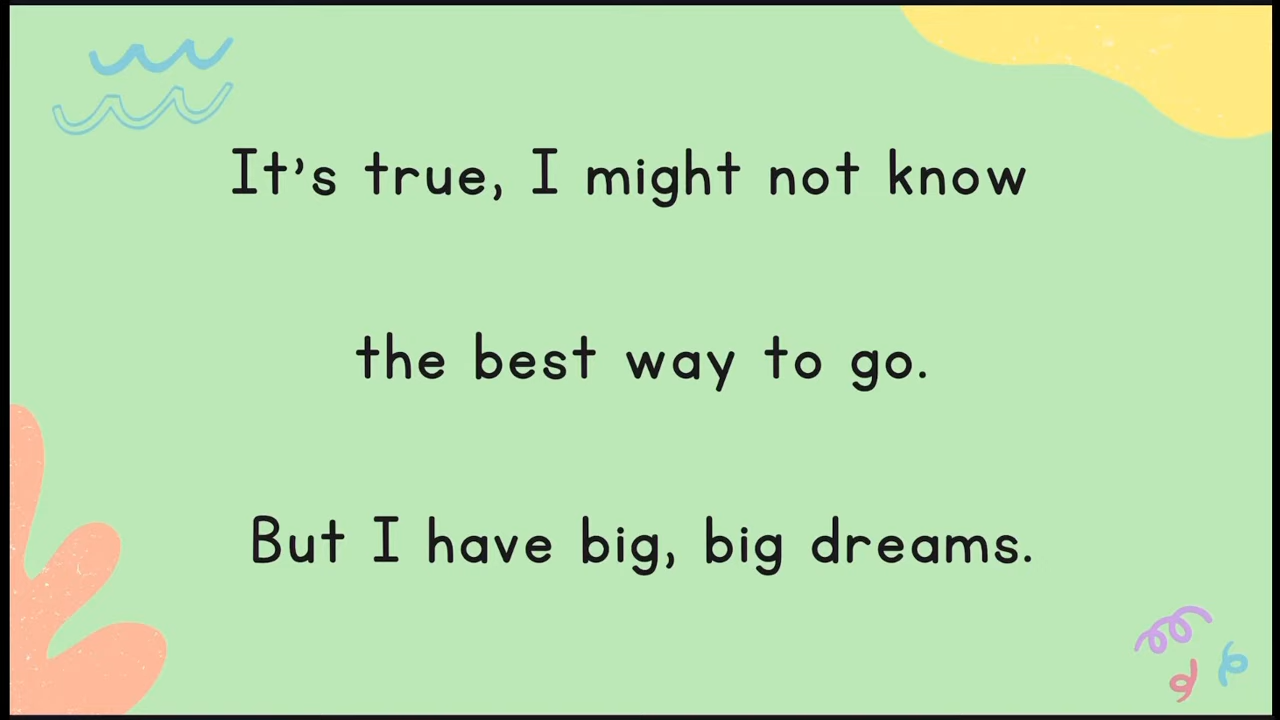 It's true, I might not know
the best way to go.
But I have big, big dreams.